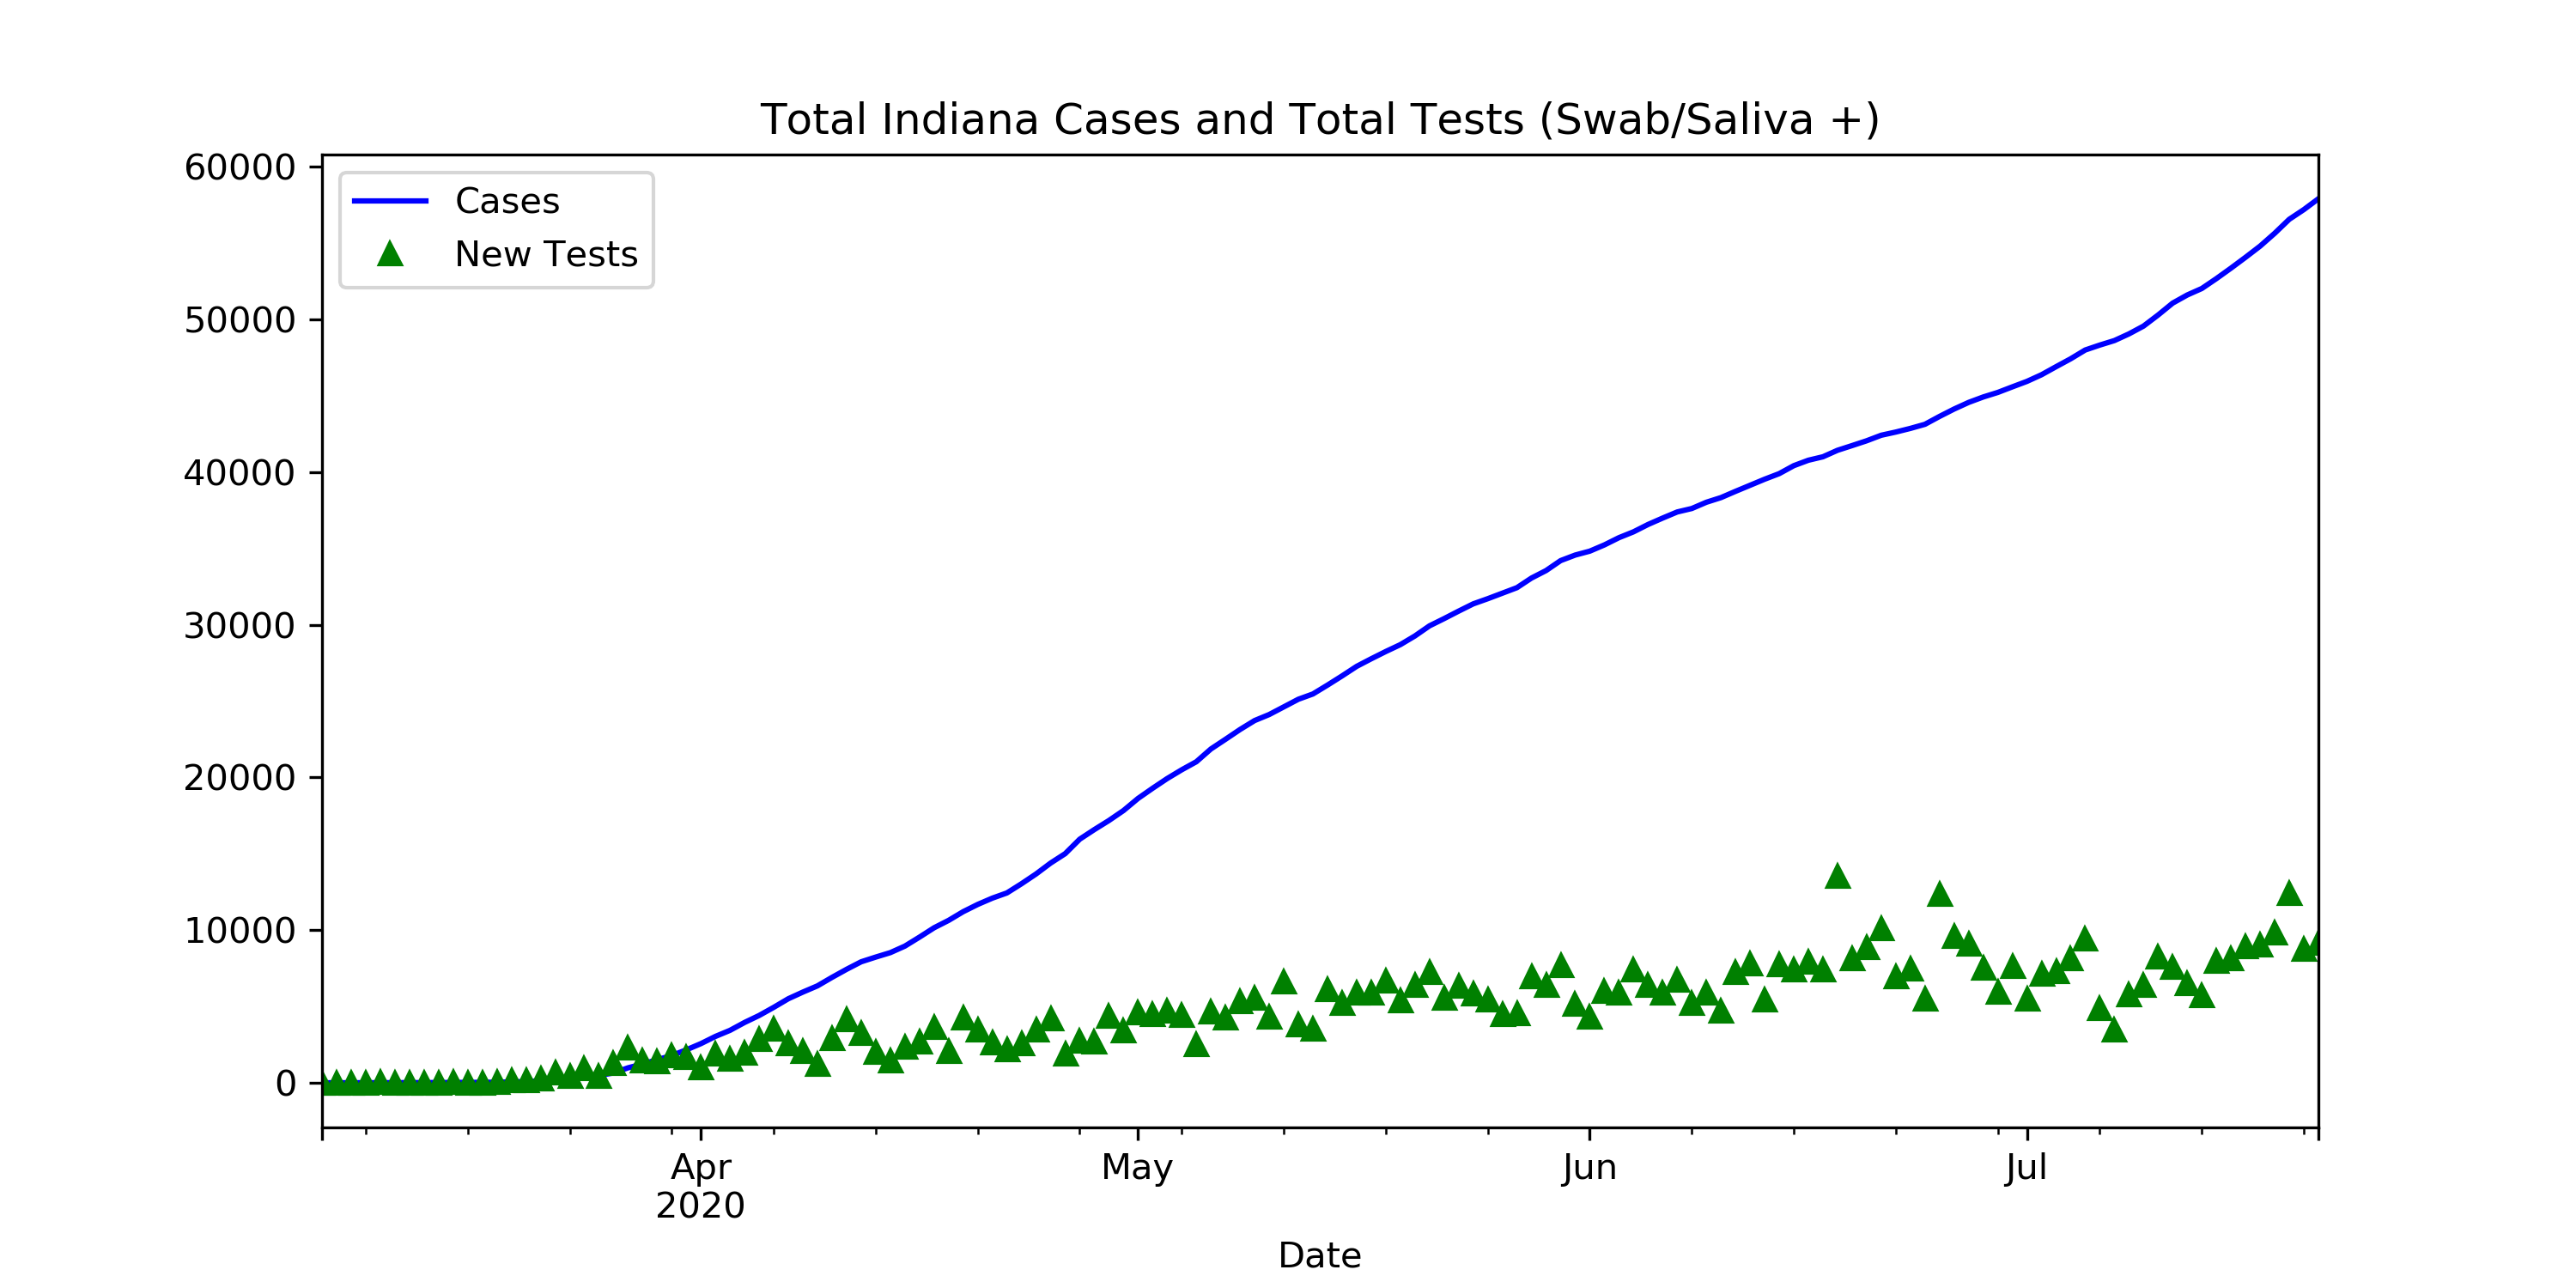 Total Indiana Cases and Total Tests (Swab/Saliva +)
60000
50000
40000
30000
20000
10000
0
Cases
New Tests
Apr
2020
May
Jun
Jul
Date